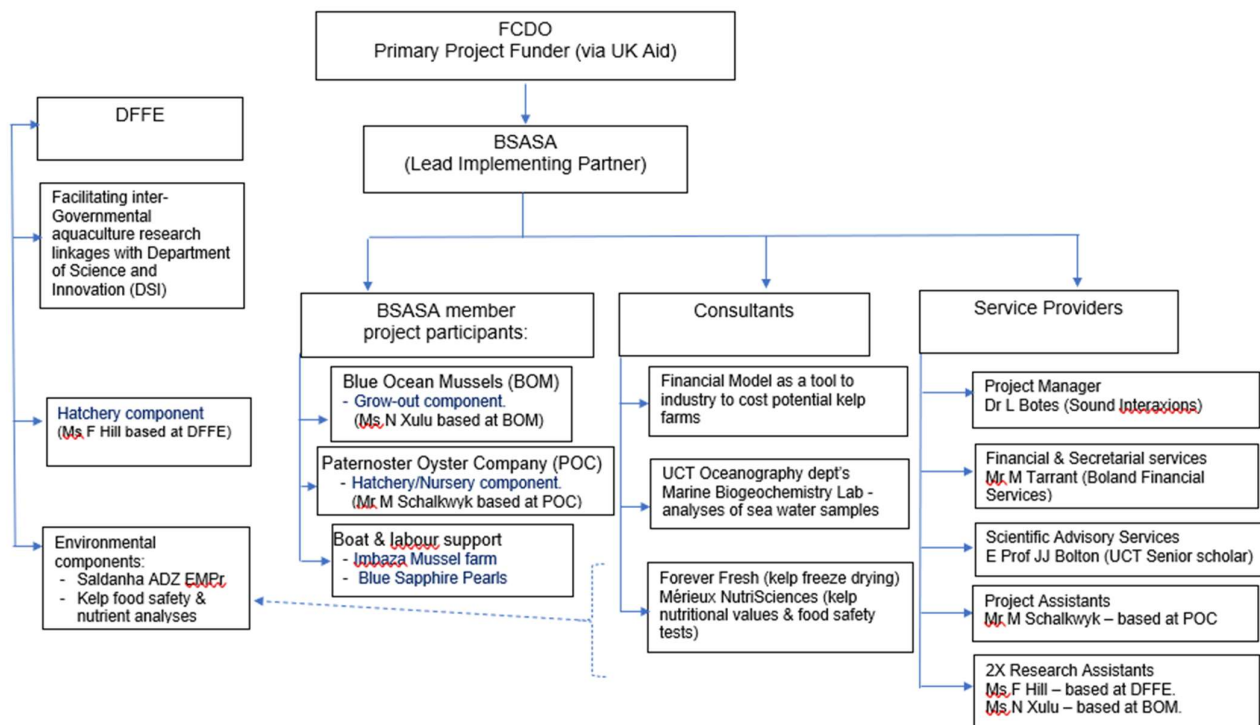 FCDO
Primary Project Funder (via UK Aid)
BSASA
(Lead Implementing Partner)
DFFE
Facilitating inter-
Governmental
aquaculture research
linkages with Department
of Science and
Innovation (DSI)
Hatchery component
(Ms F Hill based at DFFE)
Environmental
components:
- Saldanha ADZ EMPr
- Kelp food safety &
nutrient analyses
BSASA member
project participants:
Blue Ocean Mussels (BOM)
- Grow-out component.
(Ms N Xulu based at BOM)
Paternoster Oyster Company (POC)
- Hatchery/Nursery component.
(Mr M Schalkwyk based at POC)
Boat & labour support
- Imbaza Mussel farm
- Blue Sapphire Pearls
Consultants
Financial Model as a tool to
industry to cost potential kelp
farms
UCT Oceanography dept's
Marine Biogeochemistry Lab -
analyses of sea water samples
Forever Fresh (kelp freeze drying)
Mérieux NutriSciences (kelp
nutritional values & food safety
tests)
Service Providers
Project Manager
Dr L Botes (Sound Interaxions)
Financial & Secretarial services
Mr M Tarrant (Boland Financial
Services)
Scientific Advisory Services
E Prof JJ Bolton (UCT Senior scholar)
Project Assistants
Mr M Schalkwyk – based at POC
2X Research Assistants
Ms F Hill – based at DFFE.
Ms N Xulu – based at BOM.